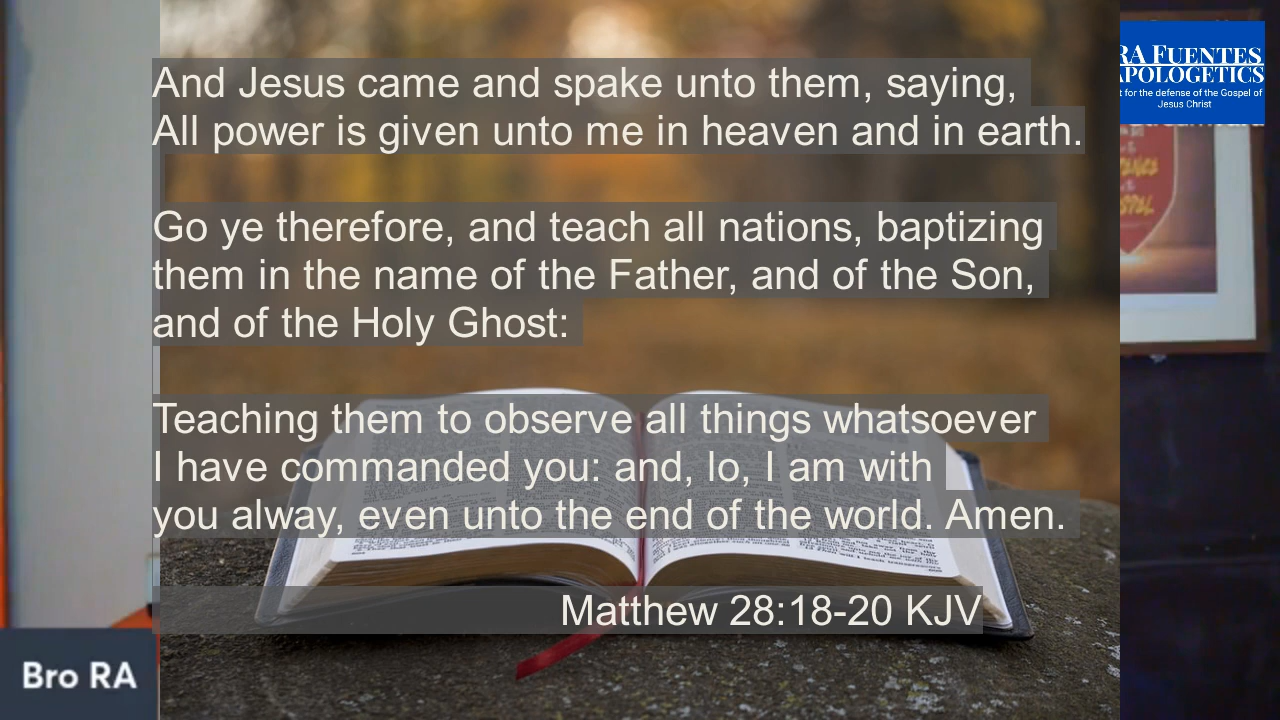 And Jesus came and spake unto them, saying,
All power is given unto me in heaven and in earth.
Go ye therefore, and teach all nations, baptizing
them in the name of the Father, and of the Son,
and of the Holy Ghost:
Teaching them to observe all things whatsoever
I have commanded you: and, lo, I am with
you alway, even unto the end of the world. Amen.
Matthew 28:18-20 KJV
RA FUENTES
APOLOGETICS
t for the defense of the Gospel of
Jesus Christ
Bro RA